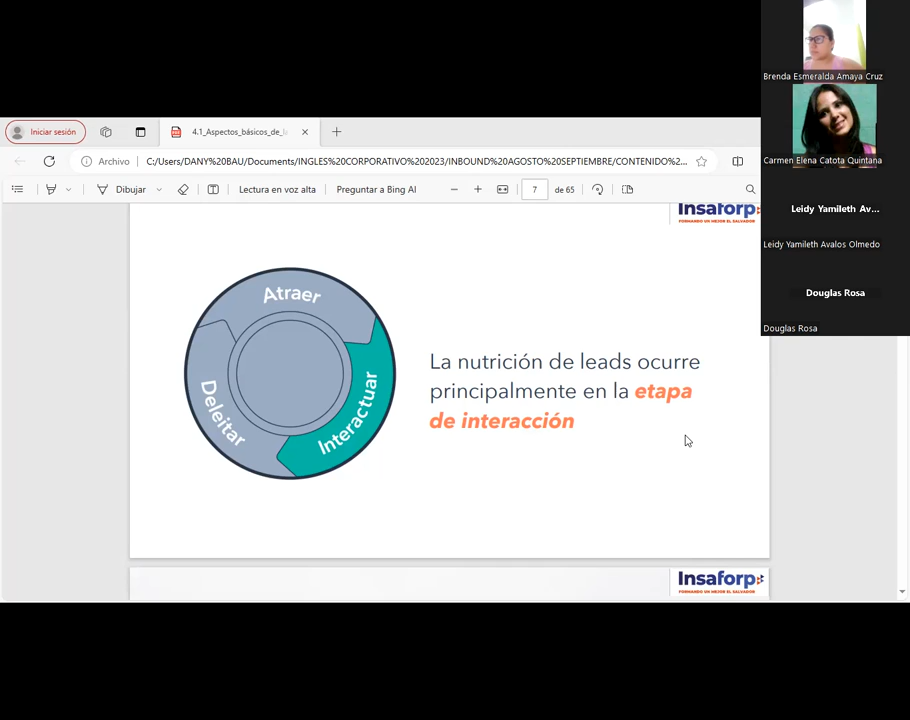 Iniciar sesión
4.1_Aspectos_básicos_de_l
Archivo
C:/Users/DANY%20BAU/Documents/INGLES%20CORPORATIVO%202023/INBOUND%20AGOSTO%20SEPTIEMBRE/CONTENIDO%2...
Dibujar
Lectura en voz alta
Preguntar a Bing AI
7
de 65
Insaforp
FORMANDO UN MEJOR EL SALVADOR
Atraer
Interactuar
Deleitar
La nutrición de leads ocurre
principalmente en la etapa
de interacción
Insaforp
FORMANDO UN MEJOR EL SALVADOR
Brenda Esmeralda Amaya Cruz
Carmen Elena Catota Quintana
Leidy Yamileth Av...
Leidy Yamileth Avalos Olmedo
Douglas Rosa
Douglas Rosa